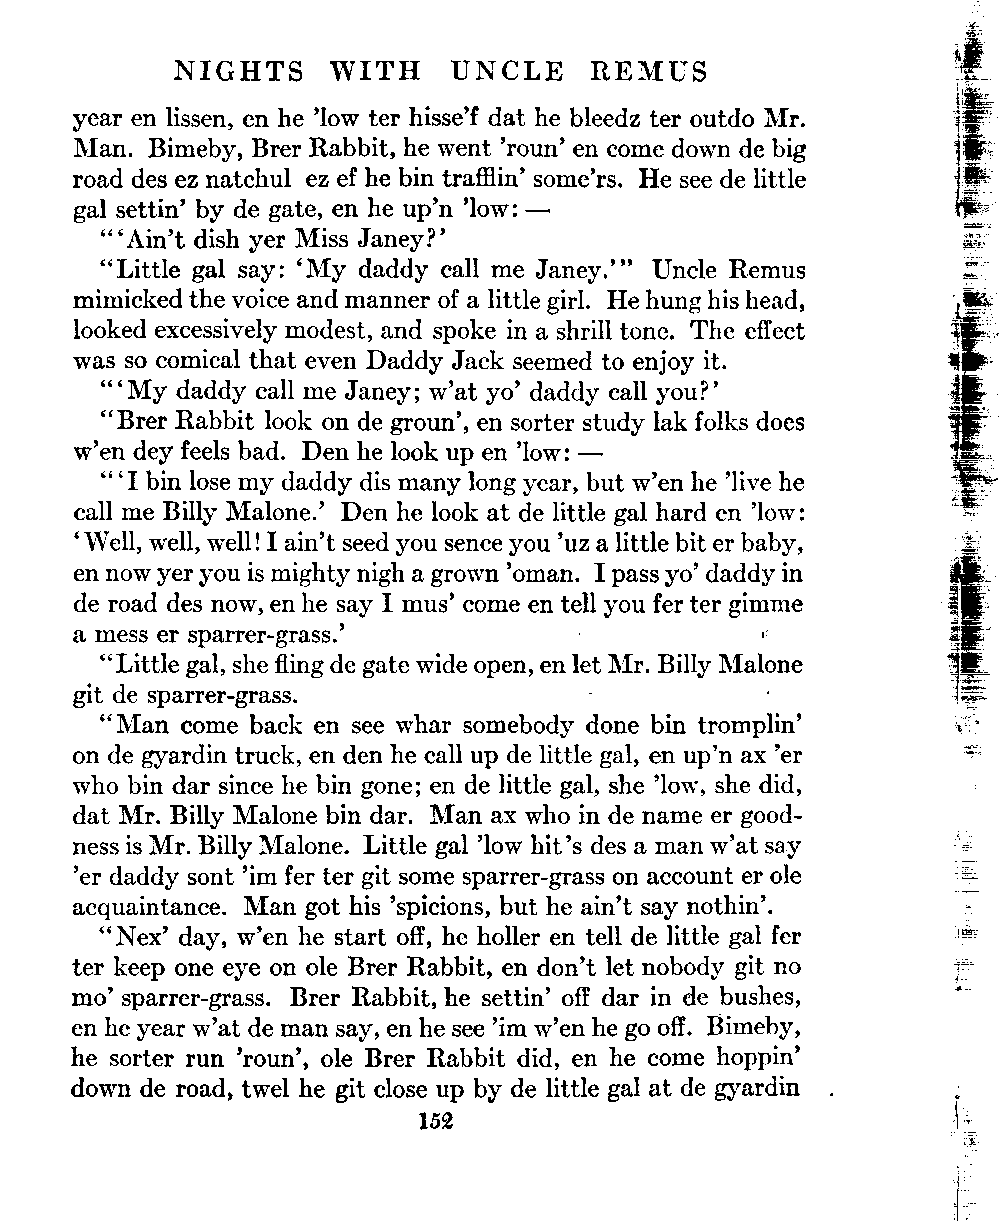 NIGHTS WITH UNCLE REMUS
year en lissen, en he 'low ter hisse'f dat he bleedz ter outdo Mr.
Man. Bimeby, Brer Rabbit, he went 'roun' en come down de big
road des ez natchul ez ef he bin trafflin' some'rs. He see de little
gal settin' by de gate, en he up'n 'low: —
"'Ain't dish yer Miss Janey?'
"Little gal say: 'My daddy call me Janey.'" Uncle Remus
mimicked the voice and manner of a little girl. He hung his head,
looked excessively modest, and spoke in a shrill tone. The effect
was so comical that even Daddy Jack seemed to enjoy it.
"'My daddy call me Janey; w'at yo' daddy call you?'
"Brer Rabbit look on de groun', en sorter study lak folks does
w'en dey feels bad. Den he look up en 'low: —
"'I bin lose my daddy dis many long year, but w'en he 'live he
call me Billy Malone.' Den he look at de little gal hard en 'low:
'Well, well, well! I ain't seed you sence you 'uz a little bit er baby,
en now yer you is mighty nigh a grown 'oman. I pass yo' daddy in
de road des now, en he say I mus' come en tell you fer ter gimme
a mess er sparrer-grass.'
"Little gal, she fling de gate wide open, en let Mr. Billy Malone
git de sparrer-grass.
"Man come back en see whar somebody done bin tromplin'
on de gyardin truck, en den he call up de little gal, en up'n ax 'er
who bin dar since he bin gone; en de little gal, she 'low, she did,
dat Mr. Billy Malone bin dar. Man ax who in de name er good-
ness is Mr. Billy Malone. Little gal 'low hit's des a man w'at say
'er daddy sont 'im fer ter git some sparrer-grass on account er ole
acquaintance. Man got his 'spicions, but he ain't say nothin'.
"Nex' day, w'en he start off, he holler en tell de little gal fer
ter keep one eye on ole Brer Rabbit, en don't let nobody git no
mo' sparrer-grass. Brer Rabbit, he settin' off dar in de bushes,
en he year w'at de man say, en he see 'im w'en he go off. Bimeby,
he sorter run 'roun', ole Brer Rabbit did, en he come hoppin'
down de road, twel he git close up by de little gal at de gyardin
152